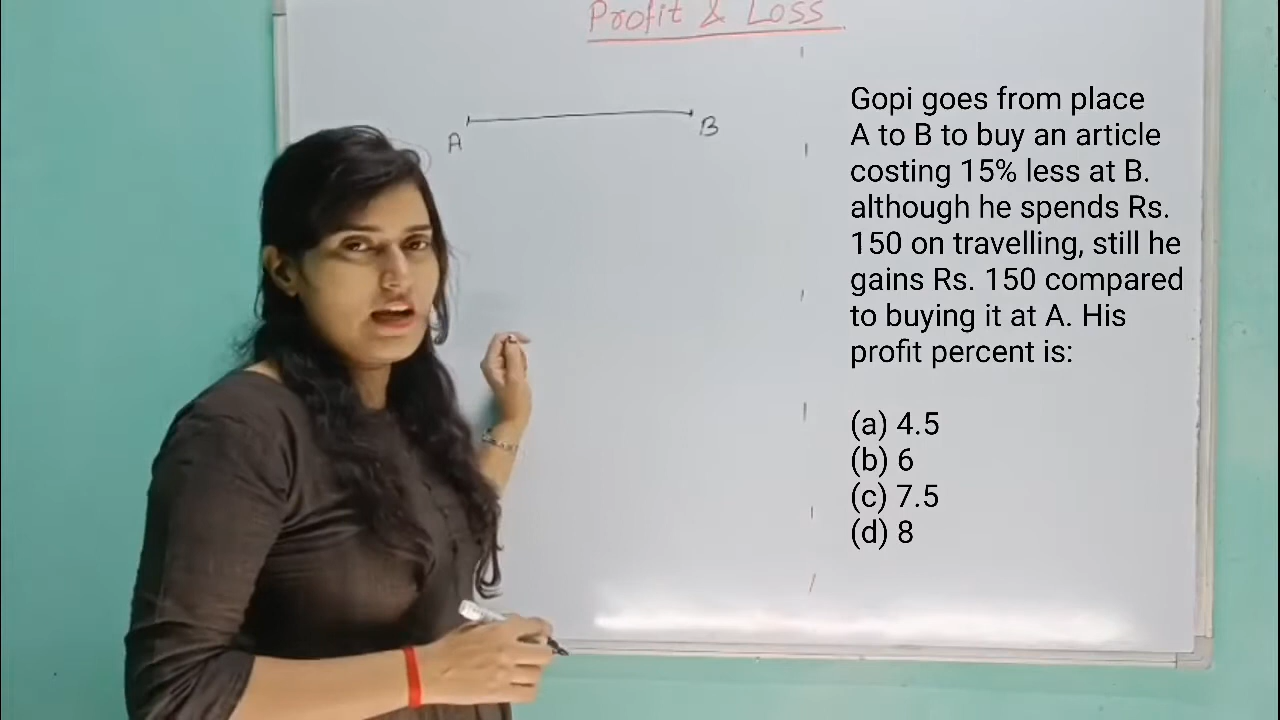 Profit & Loss
A
B
Gopi goes from place
A to B to buy an article
costing 15% less at B.
although he spends Rs.
150 on travelling, still he
gains Rs. 150 compared
to buying it at A. His
profit percent is:
(a) 4.5
(b) 6
(c) 7.5
(d) 8